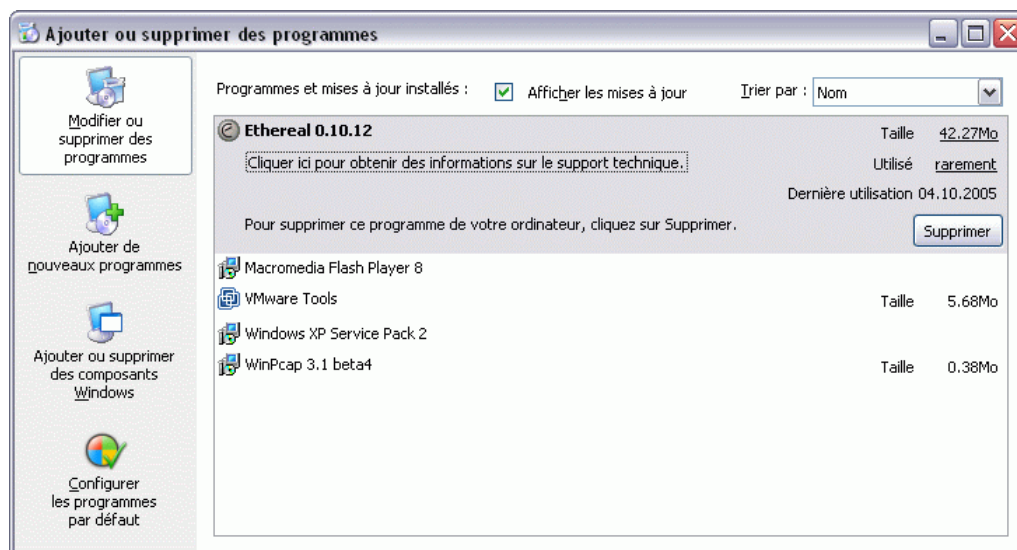 Ajouter ou supprimer des programmes
Modifier ou
supprimer des
programmes
Ajouter de
nouveaux programmes
Ajouter ou supprimer
des composants
Windows
Configurer
les programmes
par défaut
Programmes et mises à jour installés :
Afficher les mises à jour
Trier par :
Nom
Ethereal 0.10.12
Taille 42.27Mo
Cliquer ici pour obtenir des informations sur le support technique.
Utilisé rarement
Dernière utilisation 04.10.2005
Pour supprimer ce programme de votre ordinateur, cliquez sur Supprimer.
Supprimer
Macromedia Flash Player 8
VMware Tools
Taille 5.68Mo
Windows XP Service Pack 2
WinPcap 3.1 beta4
Taille 0.38Mo